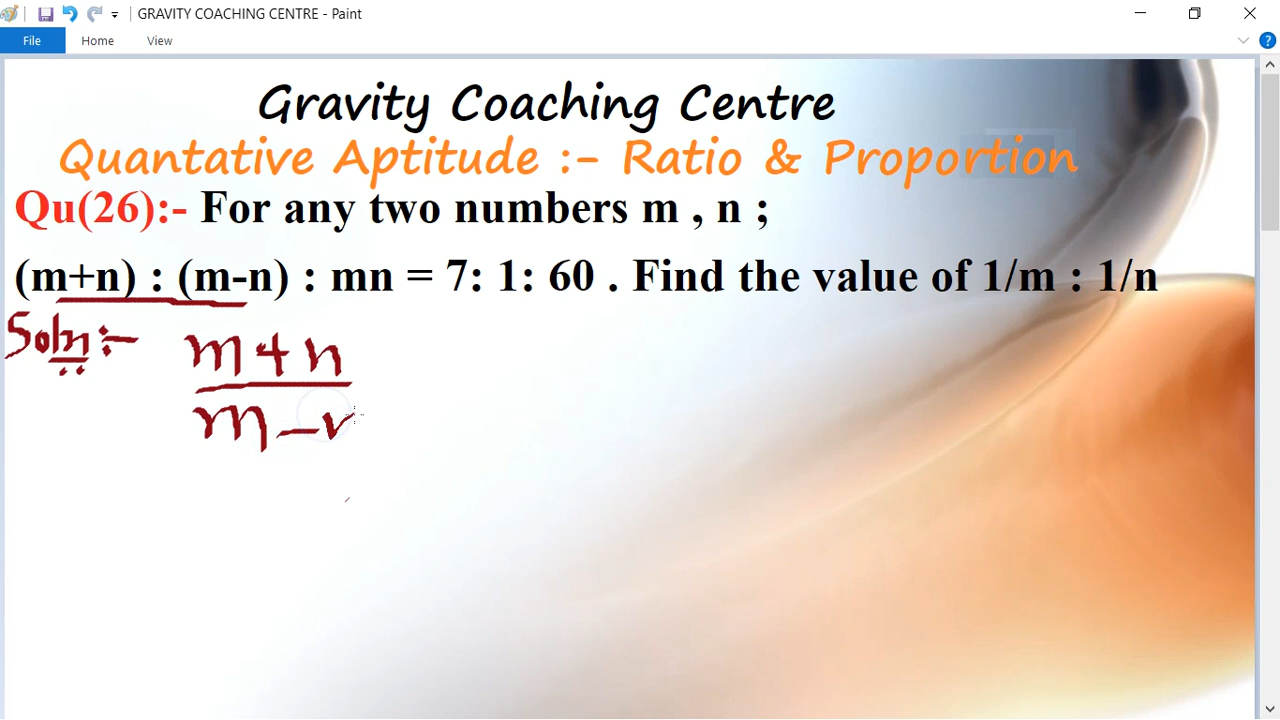 GRAVITY COACHING CENTRE - Paint
File Home View
Gravity Coaching Centre
Quantative Aptitude :- Ratio & Proportion
Qu(26):- For any two numbers m , n ;
(m+n) : (m-n) : mn = 7: 1: 60 . Find the value of 1/m : 1/n
Soln :- m+n
m-